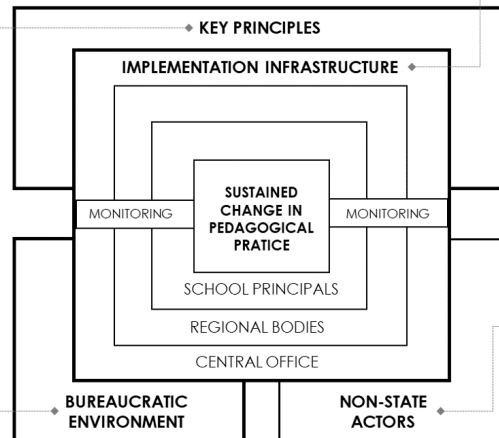 KEY PRINCIPLES
IMPLEMENTATION INFRASTRUCTURE
SUSTAINED
CHANGE IN
PEDAGOGICAL
PRATICE
MONITORING
MONITORING
SCHOOL PRINCIPALS
REGIONAL BODIES
CENTRAL OFFICE
BUREAUCRATIC
ENVIRONMENT
NON-STATE
ACTORS